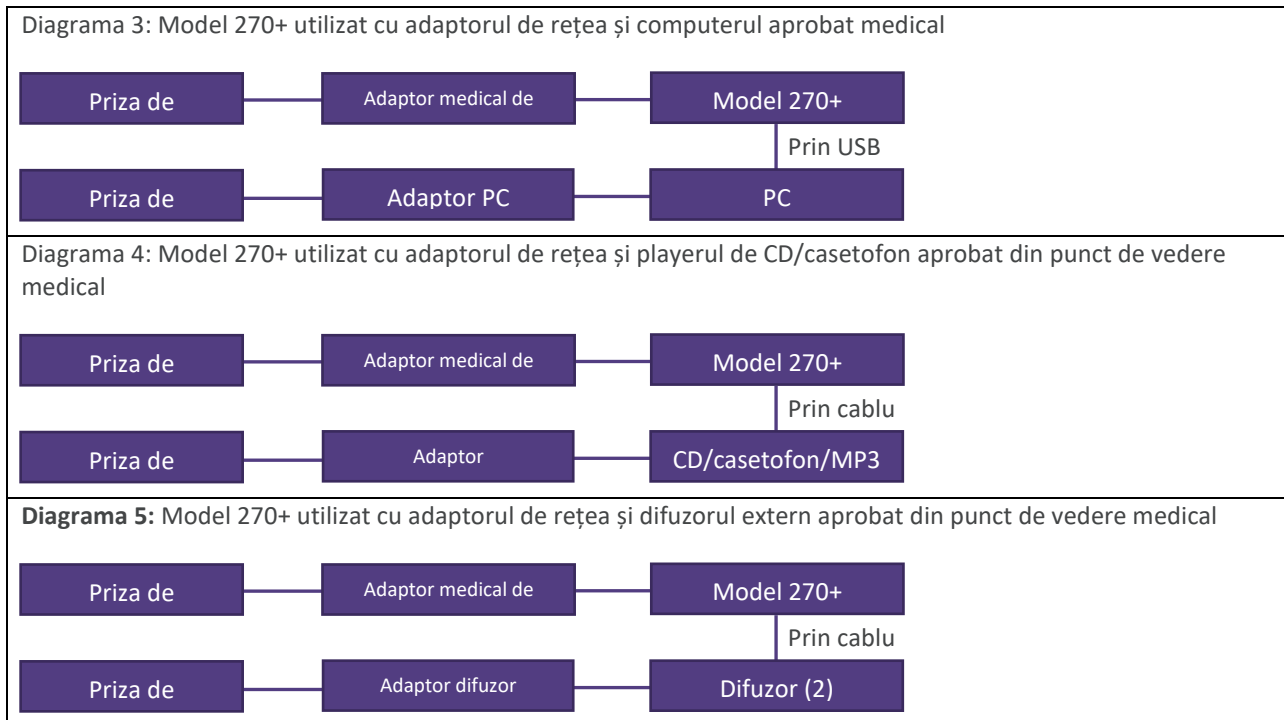 Diagrama 3: Model 270+ utilizat cu adaptorul de rețea și computerul aprobat medical
Priza de
Adaptor medical de
Model 270+
Prin USB
Priza de
Adaptor PC
PC
Diagrama 4: Model 270+ utilizat cu adaptorul de rețea și playerul de CD/casetofon aprobat din punct de vedere
medical
Priza de
Adaptor medical de
Model 270+
Prin cablu
Priza de
Adaptor
CD/casetofon/MP3
Diagrama 5: Model 270+ utilizat cu adaptorul de rețea și difuzorul extern aprobat din punct de vedere medical
Priza de
Adaptor medical de
Model 270+
Prin cablu
Priza de
Adaptor difuzor
Difuzor (2)